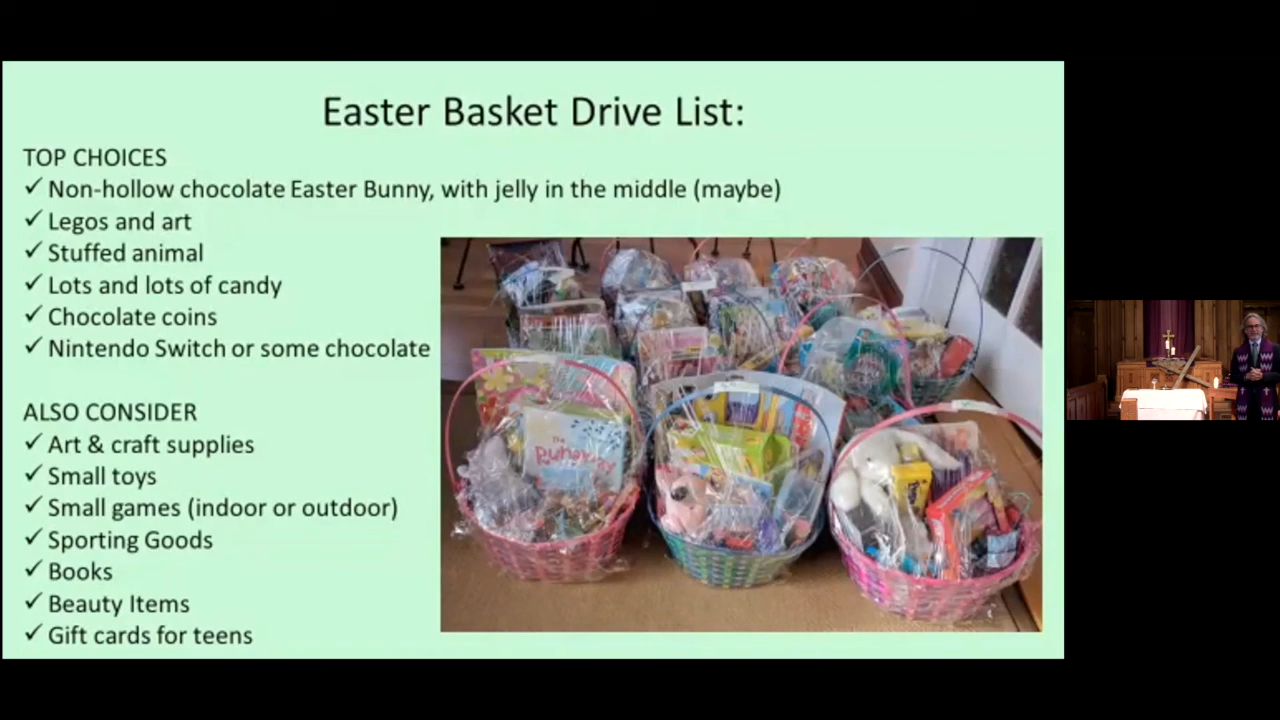 Easter Basket Drive List:
TOP CHOICES
✓ Non-hollow chocolate Easter Bunny, with jelly in the middle (maybe)
✓ Legos and art
✓ Stuffed animal
✓ Lots and lots of candy
✓ Chocolate coins
✓ Nintendo Switch or some chocolate
ALSO CONSIDER
✓ Art & craft supplies
✓ Small toys
✓ Small games (indoor or outdoor)
✓ Sporting Goods
✓ Books
✓ Beauty Items
✓ Gift cards for teens
The
Runaway